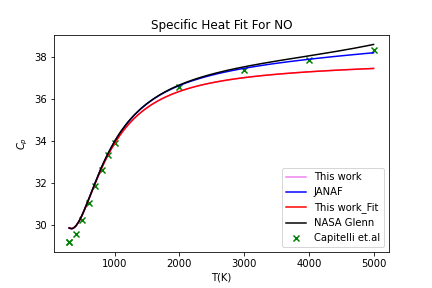 Specific Heat Fit For NO
38
36
34
32
30
C_p
1000
2000
3000
4000
5000
T(K)
This work
JANAF
This work_Fit
NASA Glenn
Capitelli et.al